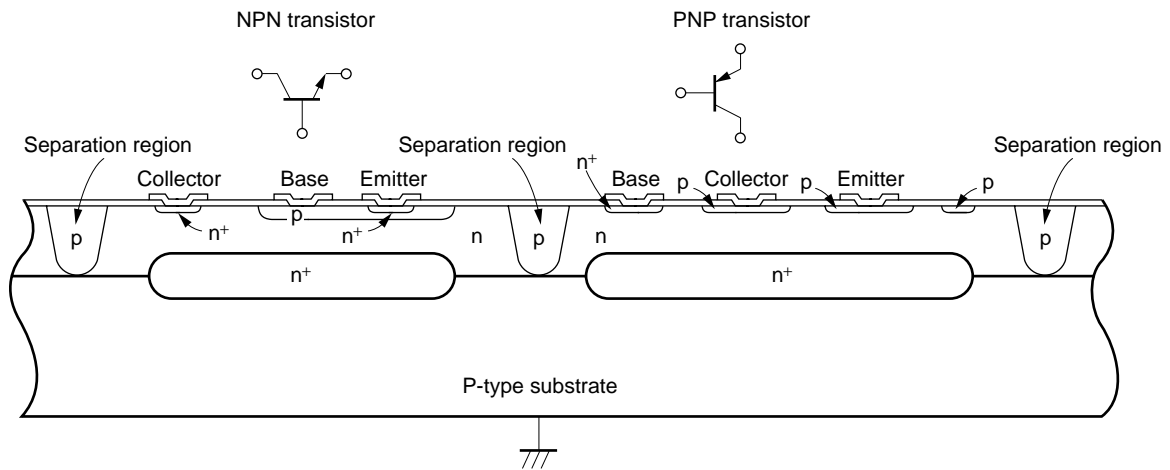 NPN transistor
PNP transistor
Separation region
Separation region
Separation region
Collector
Base
Emitter
n+
Base
p
Collector
p
Emitter
p
p
p
n+
n+
n
p
n
p
n+
n+
P-type substrate